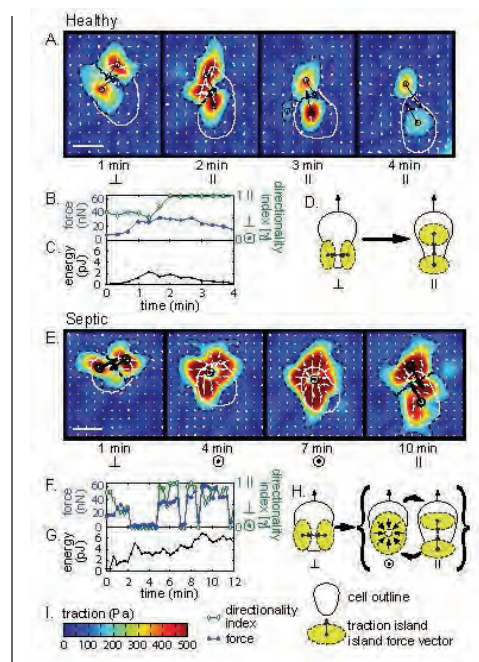 Healthy
A.
1 min 2 min 3 min 4 min
⊥ || || ||
B.
force (nN)
60
40
20
0
1 ||
⊥
0 ⊙
directionality index [γ]
C.
energy (pJ)
6
4
2
0
0 1 2 3 4
time (min)
D.
⊥ ||
Septic
E.
1 min 4 min 7 min 10 min
⊥ ⊙ ⊙ ||
F.
force (nN)
60
40
20
0
1 ||
⊥
0 ⊙
directionality index [γ]
G.
energy (pJ)
6
4
2
0
0 2 4 6 8 10 12
time (min)
H.
⊥ ⊙ ||
I.
traction (Pa)
0 100 200 300 400 500
directionality index
force
cell outline
traction island
island force vector